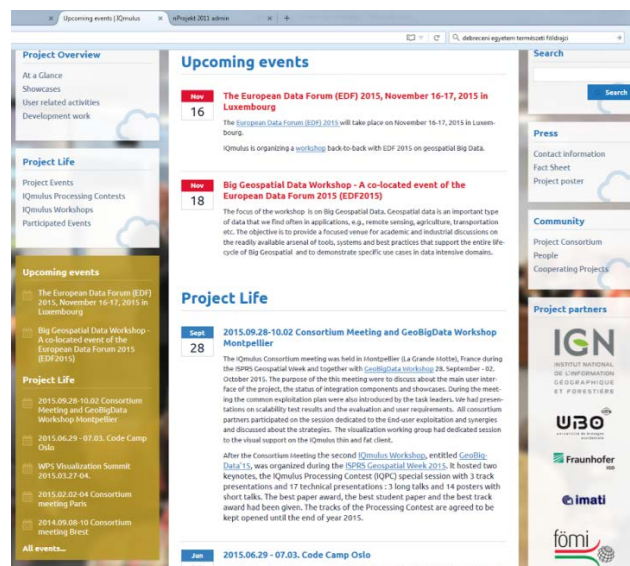 Upcoming events | IQmulus
nProjekt 2011 admin
debreceni egyetem természeti földrajzi
Project Overview
At a Glance
Showcases
User related activities
Development work
Project Life
Project Events
IQmulus Processing Contests
IQmulus Workshops
Participated Events
Upcoming events
The European Data Forum (EDF)
2015, November 16-17, 2015 in
Luxembourg
Big Geospatial Data Workshop -
A co-located event of the
European Data Forum 2015
(EDF2015)
Project Life
2015.09.28-10.02 Consortium
Meeting and GeoBigData
Workshop Montpellier
2015.06.29 - 07.03. Code Camp
Oslo
WPS Visualization Summit
2015.03.27-04.
2015.02.02-04 Consortium
meeting Paris
2014.09.08-10 Consortium
meeting Brest
All events...
Upcoming events
Nov
16
The European Data Forum (EDF) 2015, November 16-17, 2015 in
Luxembourg
The European Data Forum (EDF) 2015 will take place on November 16-17, 2015 in Luxem-
bourg.
IQmulus is organizing a workshop back-to-back with EDF 2015 on geospatial Big Data.
Nov
18
Big Geospatial Data Workshop - A co-located event of the
European Data Forum 2015 (EDF2015)
The focus of the workshop is on Big Geospatial Data. Geospatial data is an important type
of data that we find often in applications, e.g., remote sensing, agriculture, transportation
etc. The objective is to provide a focused venue for academic and industrial discussions on
the readily available arsenal of tools, systems and best practices that support the entire life-
cycle of Big Geospatial and to demonstrate specific use cases in data intensive domains.
Project Life
Sept
28
2015.09.28-10.02 Consortium Meeting and GeoBigData Workshop
Montpellier
The IQmulus Consortium meeting was held in Montpellier (La Grande Motte), France during
the ISPRS Geospatial Week and together with GeoBigData Workshop 28. September - 02.
October 2015. The purpose of the this meeting were to discuss about the main user inter-
face of the project, the status of integration components and showcases. During the meet-
ing the common exploitation plan were also introduced by the task leaders. We had presen-
tations on scalability test results and the evaluation and user requirements. All consortium
partners participated on the session dedicated to the End-user exploitation and synergies
and discussed about the strategies. The visualization working group had dedicated session
to the visual support on the IQmulus thin and fat client.
After the Consortium Meeting the second IQmulus Workshop, entitled GeoBig-
Data'15, was organized during the ISPRS Geospatial Week 2015. It hosted two
keynotes, the IQmulus Processing Contest (IQPC) special session with 3 track
presentations and 17 technical presentations : 3 long talks and 14 posters with
short talks. The best paper award, the best student paper and the best track
award had been given. The tracks of the Processing Contest are agreed to be
kept opened until the end of year 2015.
Jun
2015.06.29 - 07.03. Code Camp Oslo
Search
Search
Press
Contact information
Fact Sheet
Project poster
Community
Project Consortium
People
Cooperating Projects
Project partners
IGN
INSTITUT NATIONAL
DE L'INFORMATION
GÉOGRAPHIQUE
ET FORESTIÈRE
UBO
université de bretagne
occidentale
Fraunhofer
IGD
imati
fömi